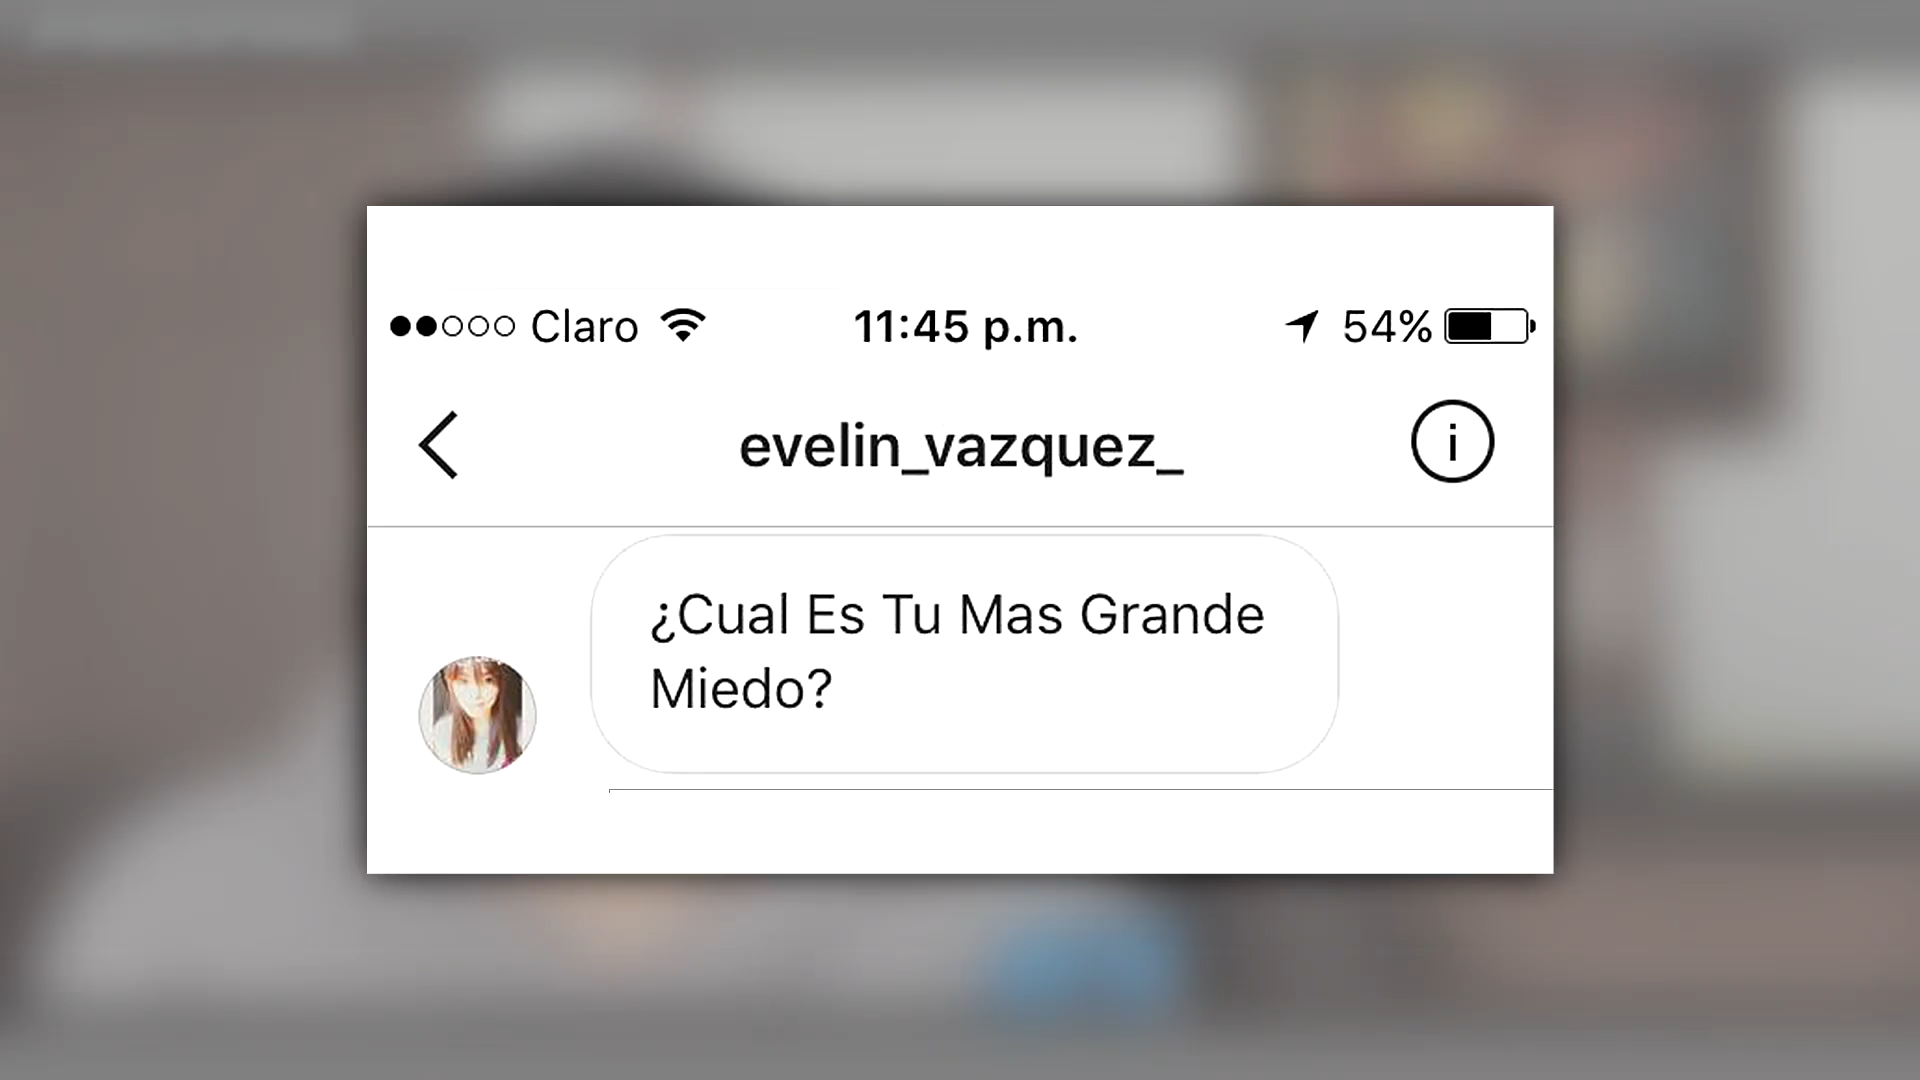 Claro 11:45 p.m. 54%
evelin_vazquez_
¿Cual Es Tu Mas Grande
Miedo?